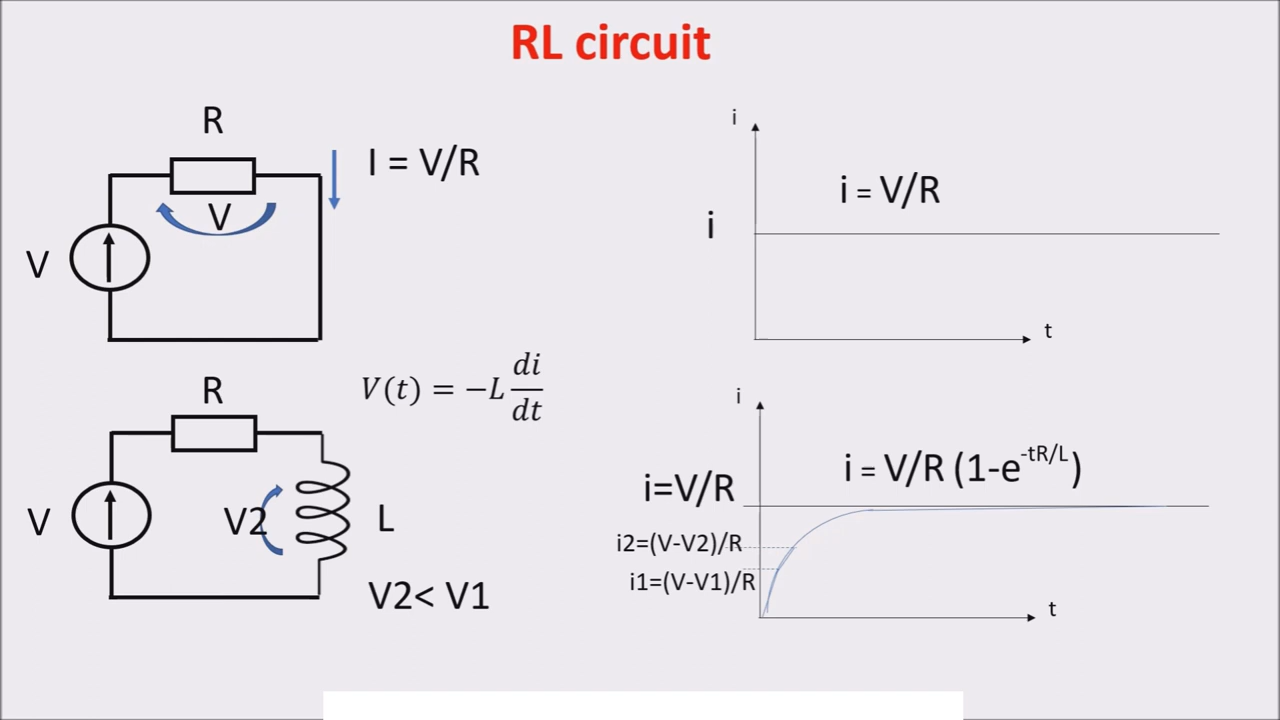 RL circuit
R
I = V/R
V
V
i
i = V/R
i
t
R
V(t) = −L di/dt
V
V2
L
V2< V1
i
i = V/R (1-e^-tR/L)
i=V/R
i2=(V-V2)/R
i1=(V-V1)/R
t